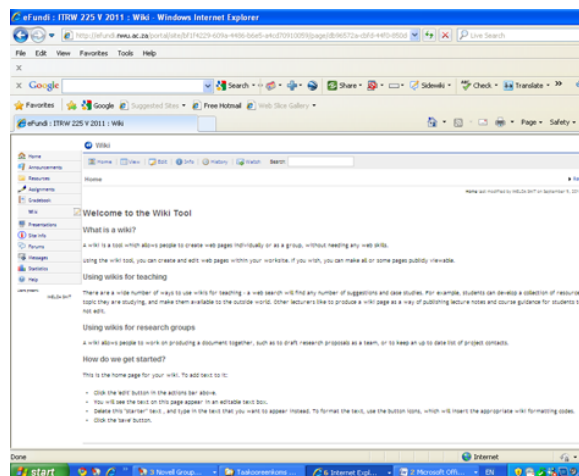 eFundi : ITRW 225 V 2011 : Wiki - Windows Internet Explorer
Live Search
File Edit View Favorites Tools Help
x
x Google Search Share Sidewiki Check Translate
Favorites Google Suggested Sites Free Hotmail Web Slice Gallery
eFundi : ITRW 225 V 2011 : Wiki Page Safety
Wiki
Home
Announcements
Resources
Assignments
Gradebook
Wiki
Presentations
Site Info
Forums
Messages
Statistics
Help
Home View Edit Info History Watch Search:
Home
Home last modified by
Welcome to the Wiki Tool
What is a wiki?
A wiki is a tool which allows people to create web pages individually or as a group, without needing any web skills.
Using the wiki tool, you can create and edit web pages within your worksite. If you wish, you can make all or some pages publicly viewable.
Using wikis for teaching
There are a wide number of ways to use wikis for teaching - a web search will find any number of suggestions and case studies. For example, students can develop a collection of resource
topic they are studying, and make them available to the outside world. Other lecturers like to produce a wiki page as a way of publishing lecture notes and course guidance for students t
not edit.
Using wikis for research groups
A wiki allows people to work on producing a document together, such as to draft research proposals as a team, or to keep an up to date list of project contacts.
How do we get started?
This is the home page for your wiki. To add text to it:
Click the 'edit' button in the actions bar above.
You will see the text on this page appear in an editable text box.
Delete this "starter" text , and type in the text that you want to appear instead. To format the text, use the button icons, which will insert the appropriate wiki formatting codes.
Click the 'save' button.
Done Internet
start 3 Novell Group... Taakooreenkoms ... 6 Internet Expl... 2 Microsoft Offi... EN